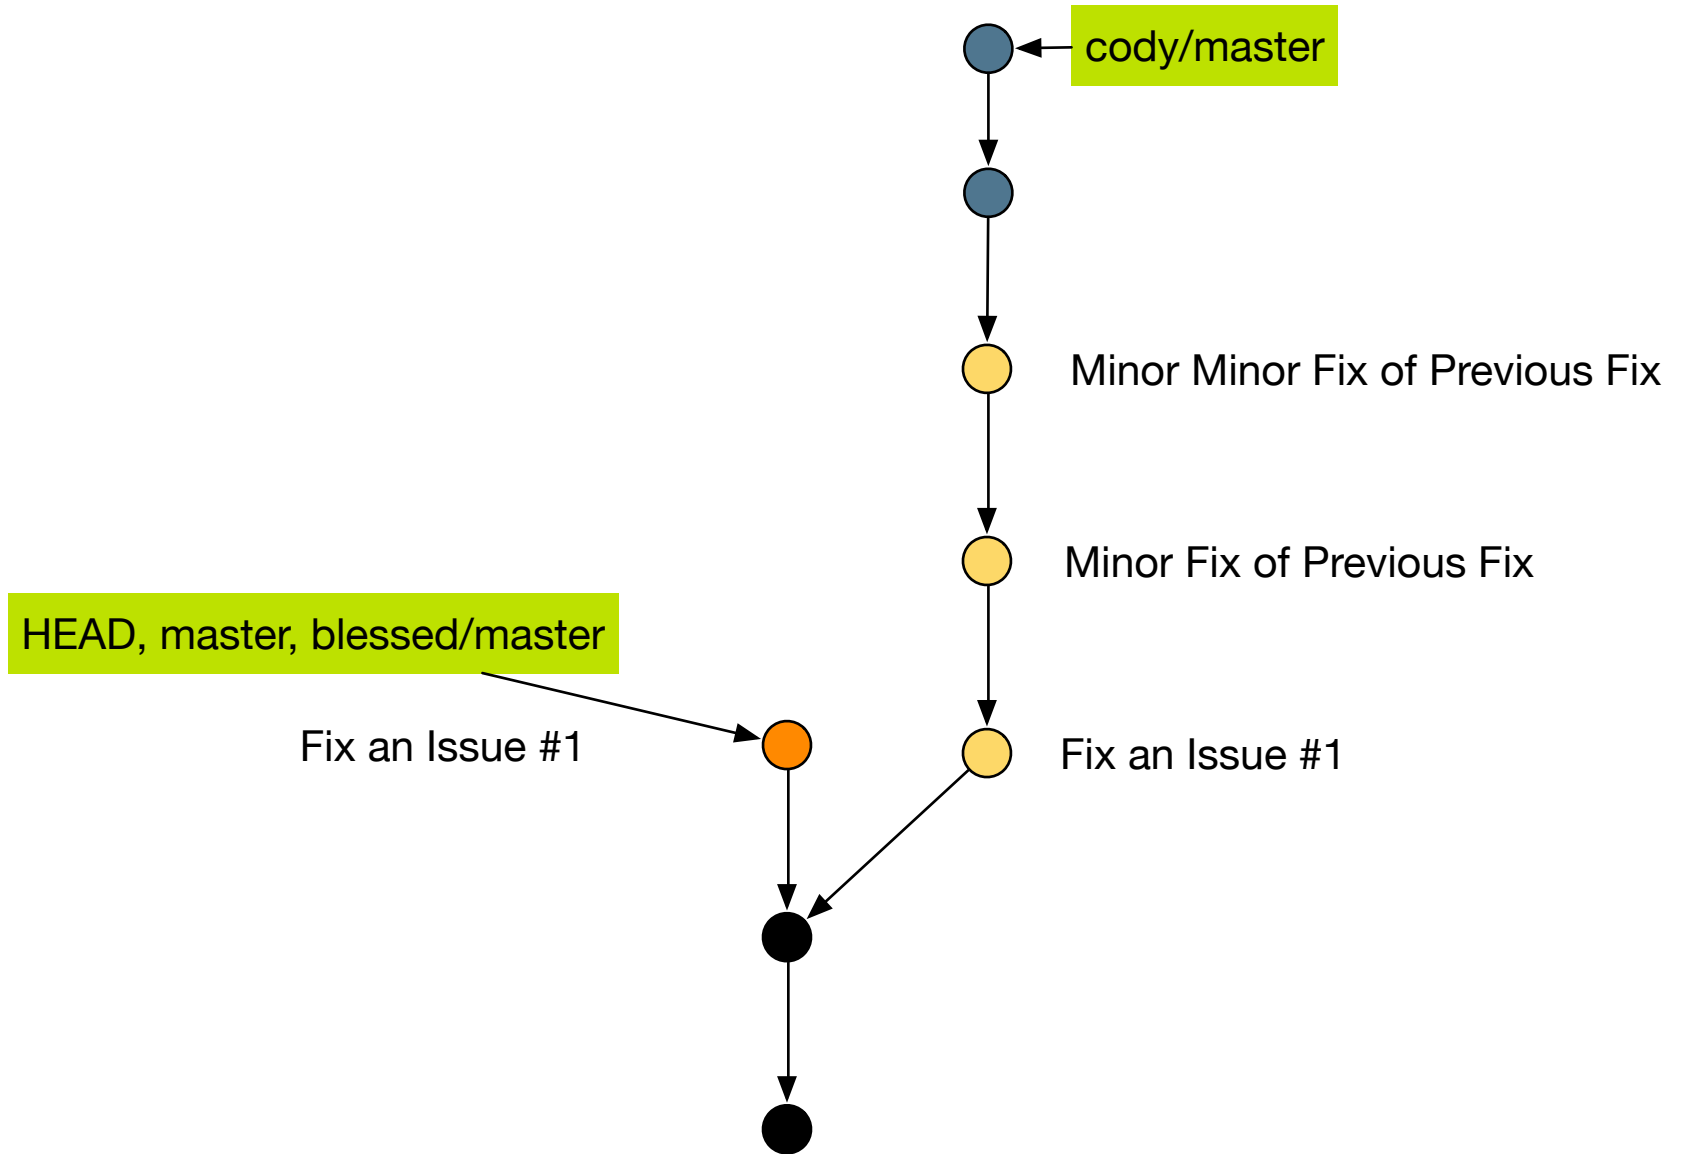 cody/master
Minor Minor Fix of Previous Fix
Minor Fix of Previous Fix
HEAD, master, blessed/master
Fix an Issue #1
Fix an Issue #1